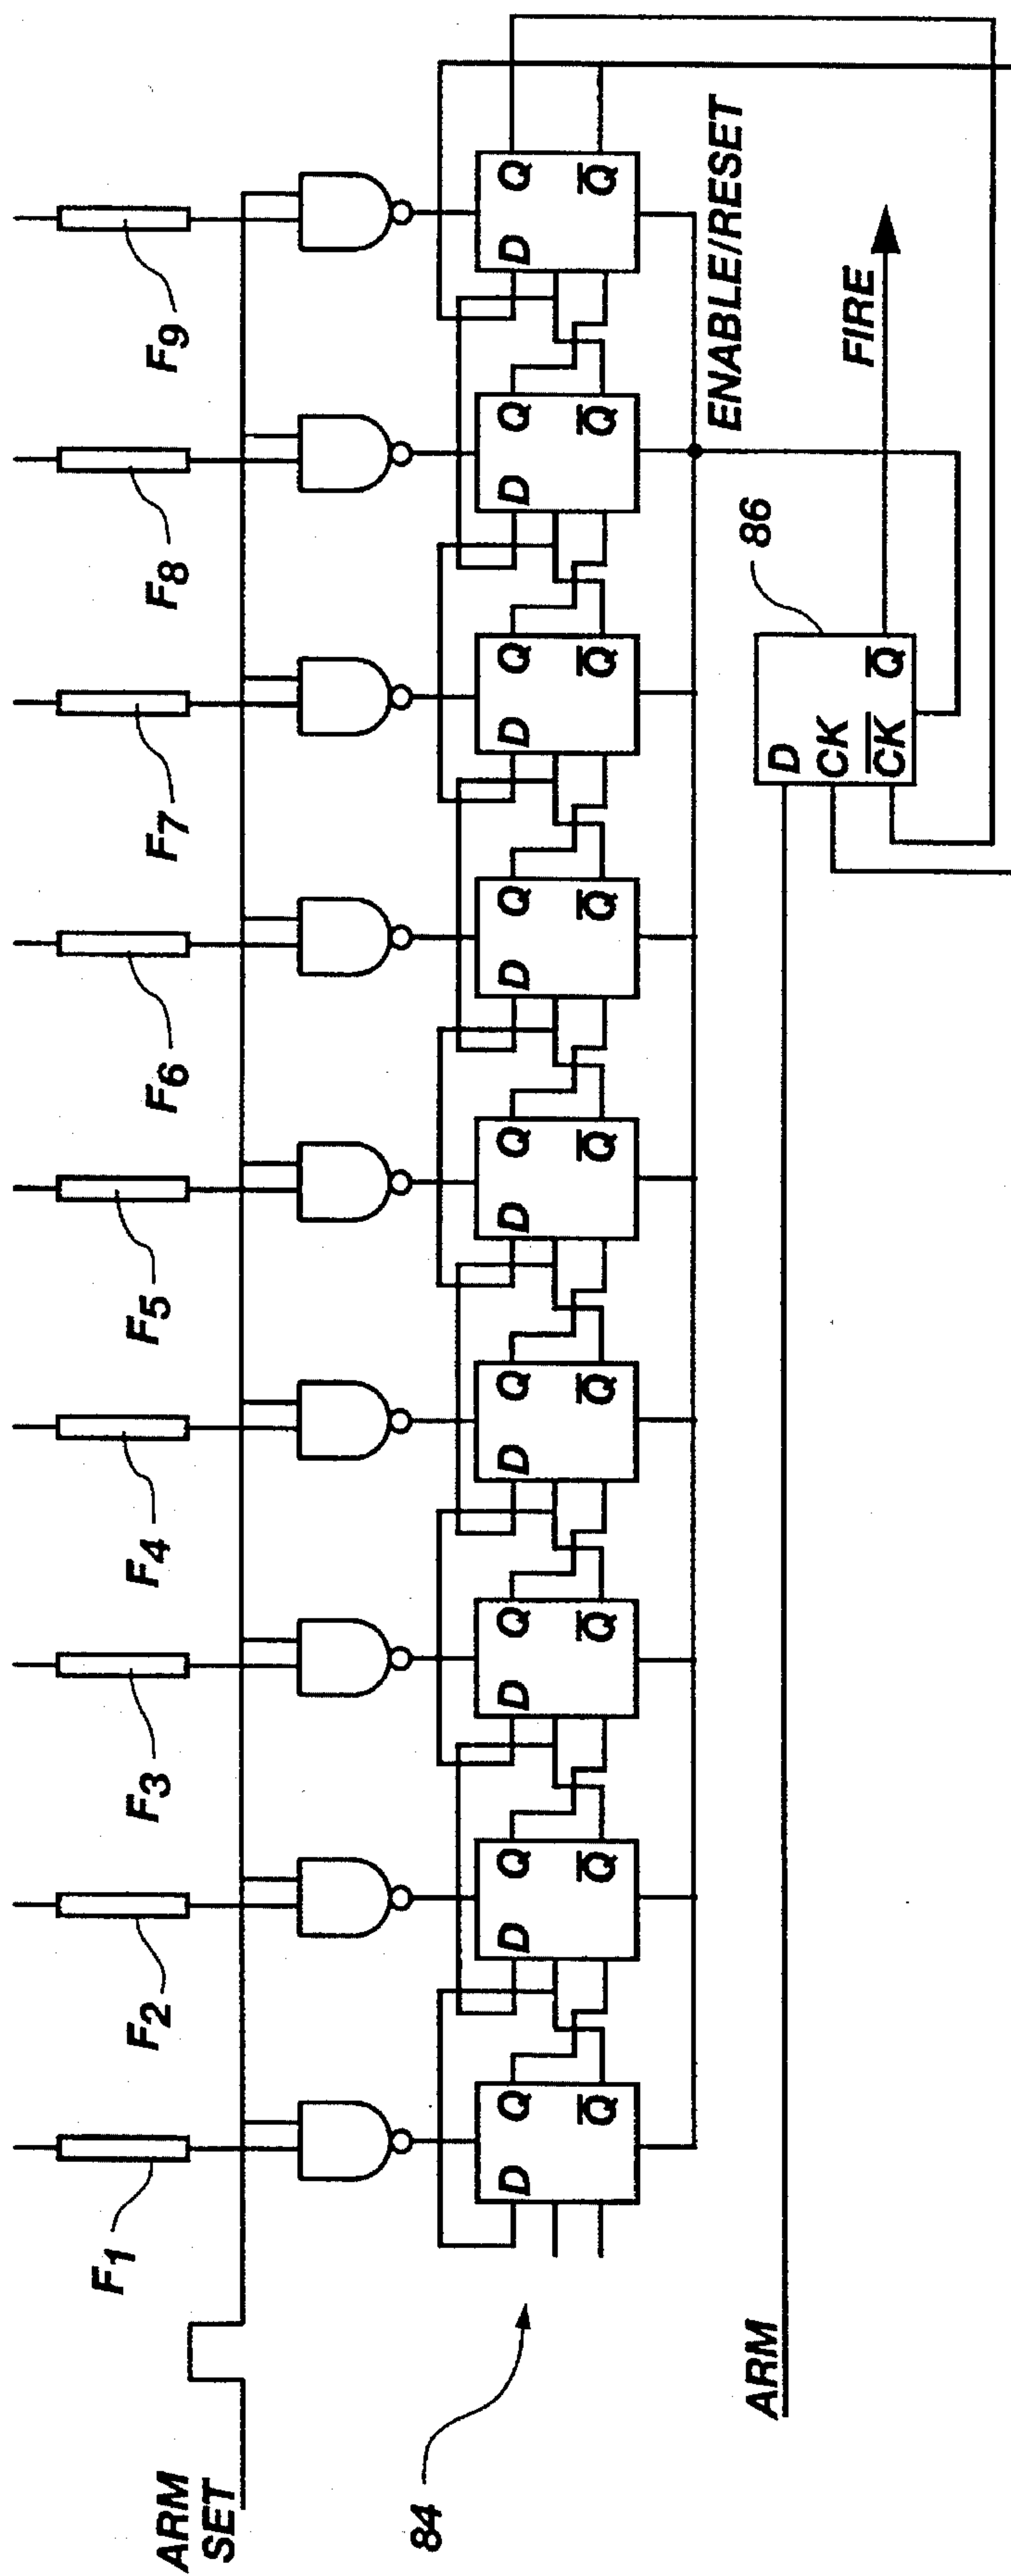 F1
F2
F3
F4
F5
F6
F7
F8
F9
ARM
SET
84
D Q Q̅
D Q Q̅
D Q Q̅
D Q Q̅
D Q Q̅
D Q Q̅
D Q Q̅
D Q Q̅
D Q Q̅
ENABLE/RESET
86
ARM
D
CK
C̅K̅ Q̅
FIRE